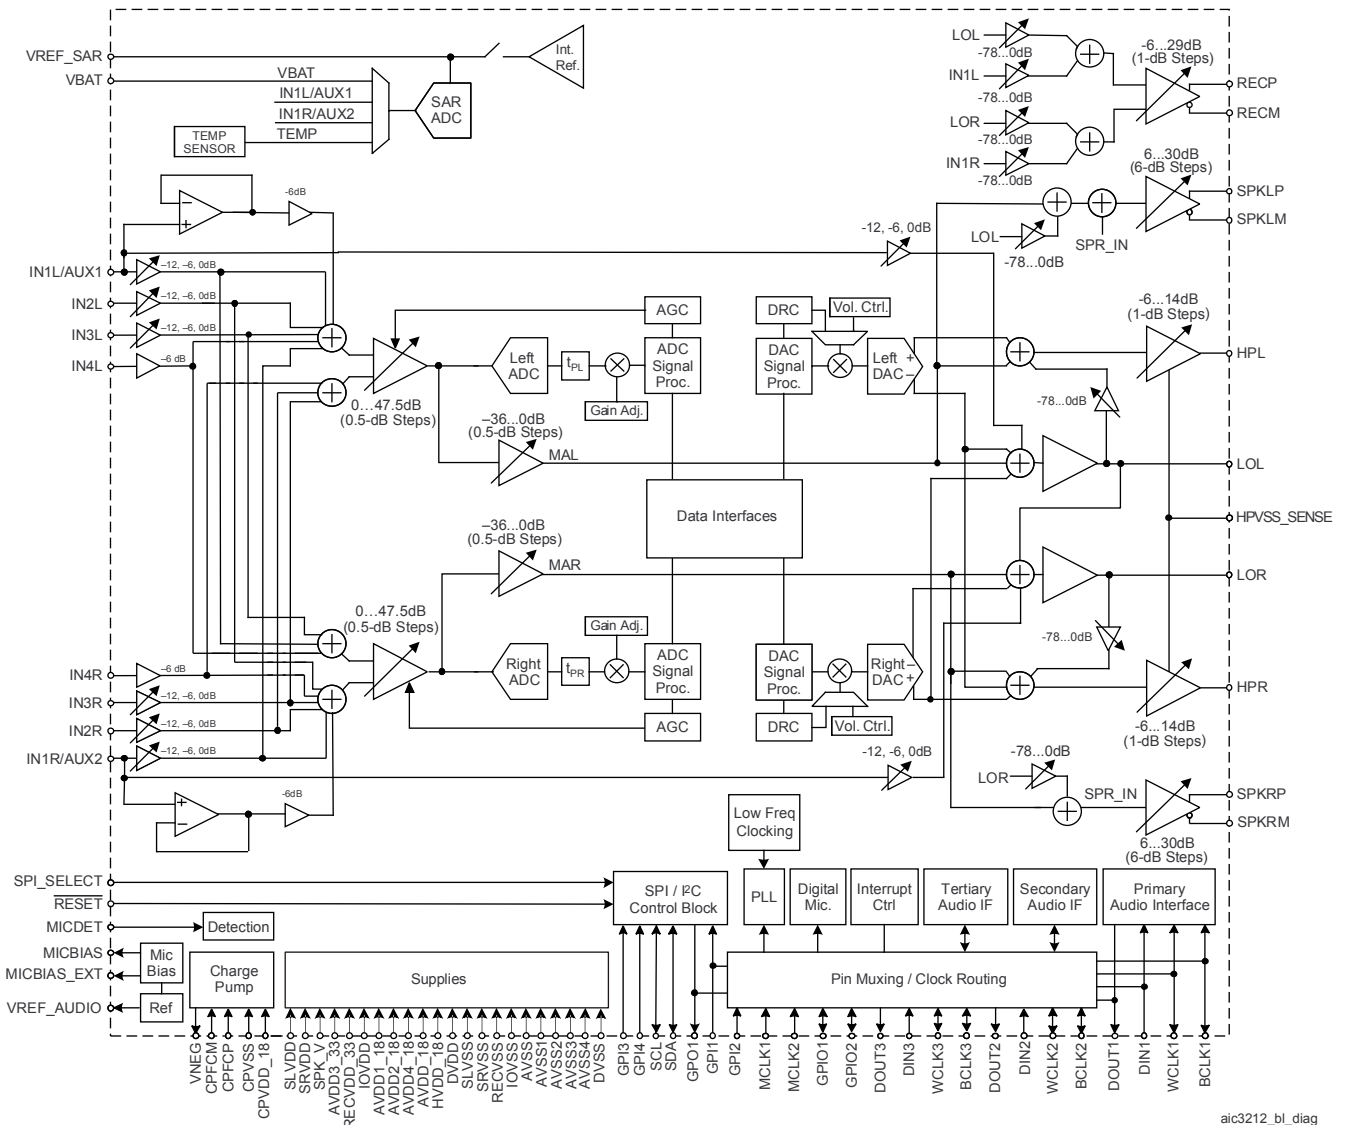 VREF_SAR
VBAT
VBAT
IN1L/AUX1
IN1R/AUX2
TEMP
TEMP
SENSOR
SAR
ADC
Int.
Ref.
LOL
-78...0dB
IN1L
-78...0dB
LOR
-78...0dB
IN1R
-78...0dB
-6...29dB
(1-dB Steps)
RECP
RECM
6...30dB
(6-dB Steps)
SPKLP
SPKLM
LOL
-78...0dB
SPR_IN
-6dB
-12, -6, 0dB
IN1L/AUX1
–12, –6, 0dB
IN2L
–12, –6, 0dB
IN3L
–12, –6, 0dB
IN4L
–6 dB
0...47.5dB
(0.5-dB Steps)
AGC
Left
ADC
tPL
Gain Adj.
ADC
Signal
Proc.
DRC
Vol. Ctrl.
DAC
Signal
Proc.
Left +
DAC –
-6...14dB
(1-dB Steps)
HPL
-78...0dB
–36...0dB
(0.5-dB Steps)
MAL
LOL
Data Interfaces
HPVSS_SENSE
–36...0dB
(0.5-dB Steps)
MAR
LOR
0...47.5dB
(0.5-dB Steps)
Gain Adj.
-78...0dB
IN4R
–6 dB
IN3R
–12, –6, 0dB
IN2R
–12, –6, 0dB
IN1R/AUX2
–12, –6, 0dB
Right
ADC
tPR
ADC
Signal
Proc.
AGC
DAC
Signal
Proc.
DRC
Vol. Ctrl.
Right –
DAC +
HPR
-6...14dB
(1-dB Steps)
-12, -6, 0dB
-6dB
-78...0dB
LOR
SPR_IN
SPKRP
SPKRM
6...30dB
(6-dB Steps)
Low Freq
Clocking
SPI_SELECT
RESET
MICDET
Detection
MICBIAS
MICBIAS_EXT
Mic
Bias
VREF_AUDIO
Ref
Charge
Pump
Supplies
SPI / I²C
Control Block
PLL
Digital
Mic.
Interrupt
Ctrl
Tertiary
Audio IF
Secondary
Audio IF
Primary
Audio Interface
Pin Muxing / Clock Routing
VNEG
CPFCM
CPFCP
CPVSS
CPVDD_18
SLVDD
SRVDD
SPK_V
AVDD3_33
RECVDD_33
IOVDD
AVDD1_18
AVDD2_18
AVDD4_18
AVDD_18
HVDD_18
DVDD
SLVSS
SRVSS
RECVSS
IOVSS
AVSS
AVSS1
AVSS2
AVSS3
AVSS4
DVSS
GPI3
GPI4
SCL
SDA
GPO1
GPI1
GPI2
MCLK1
MCLK2
GPIO1
GPIO2
DOUT3
DIN3
WCLK3
BCLK3
DOUT2
DIN2
WCLK2
BCLK2
DOUT1
DIN1
WCLK1
BCLK1
aic3212_bl_diag